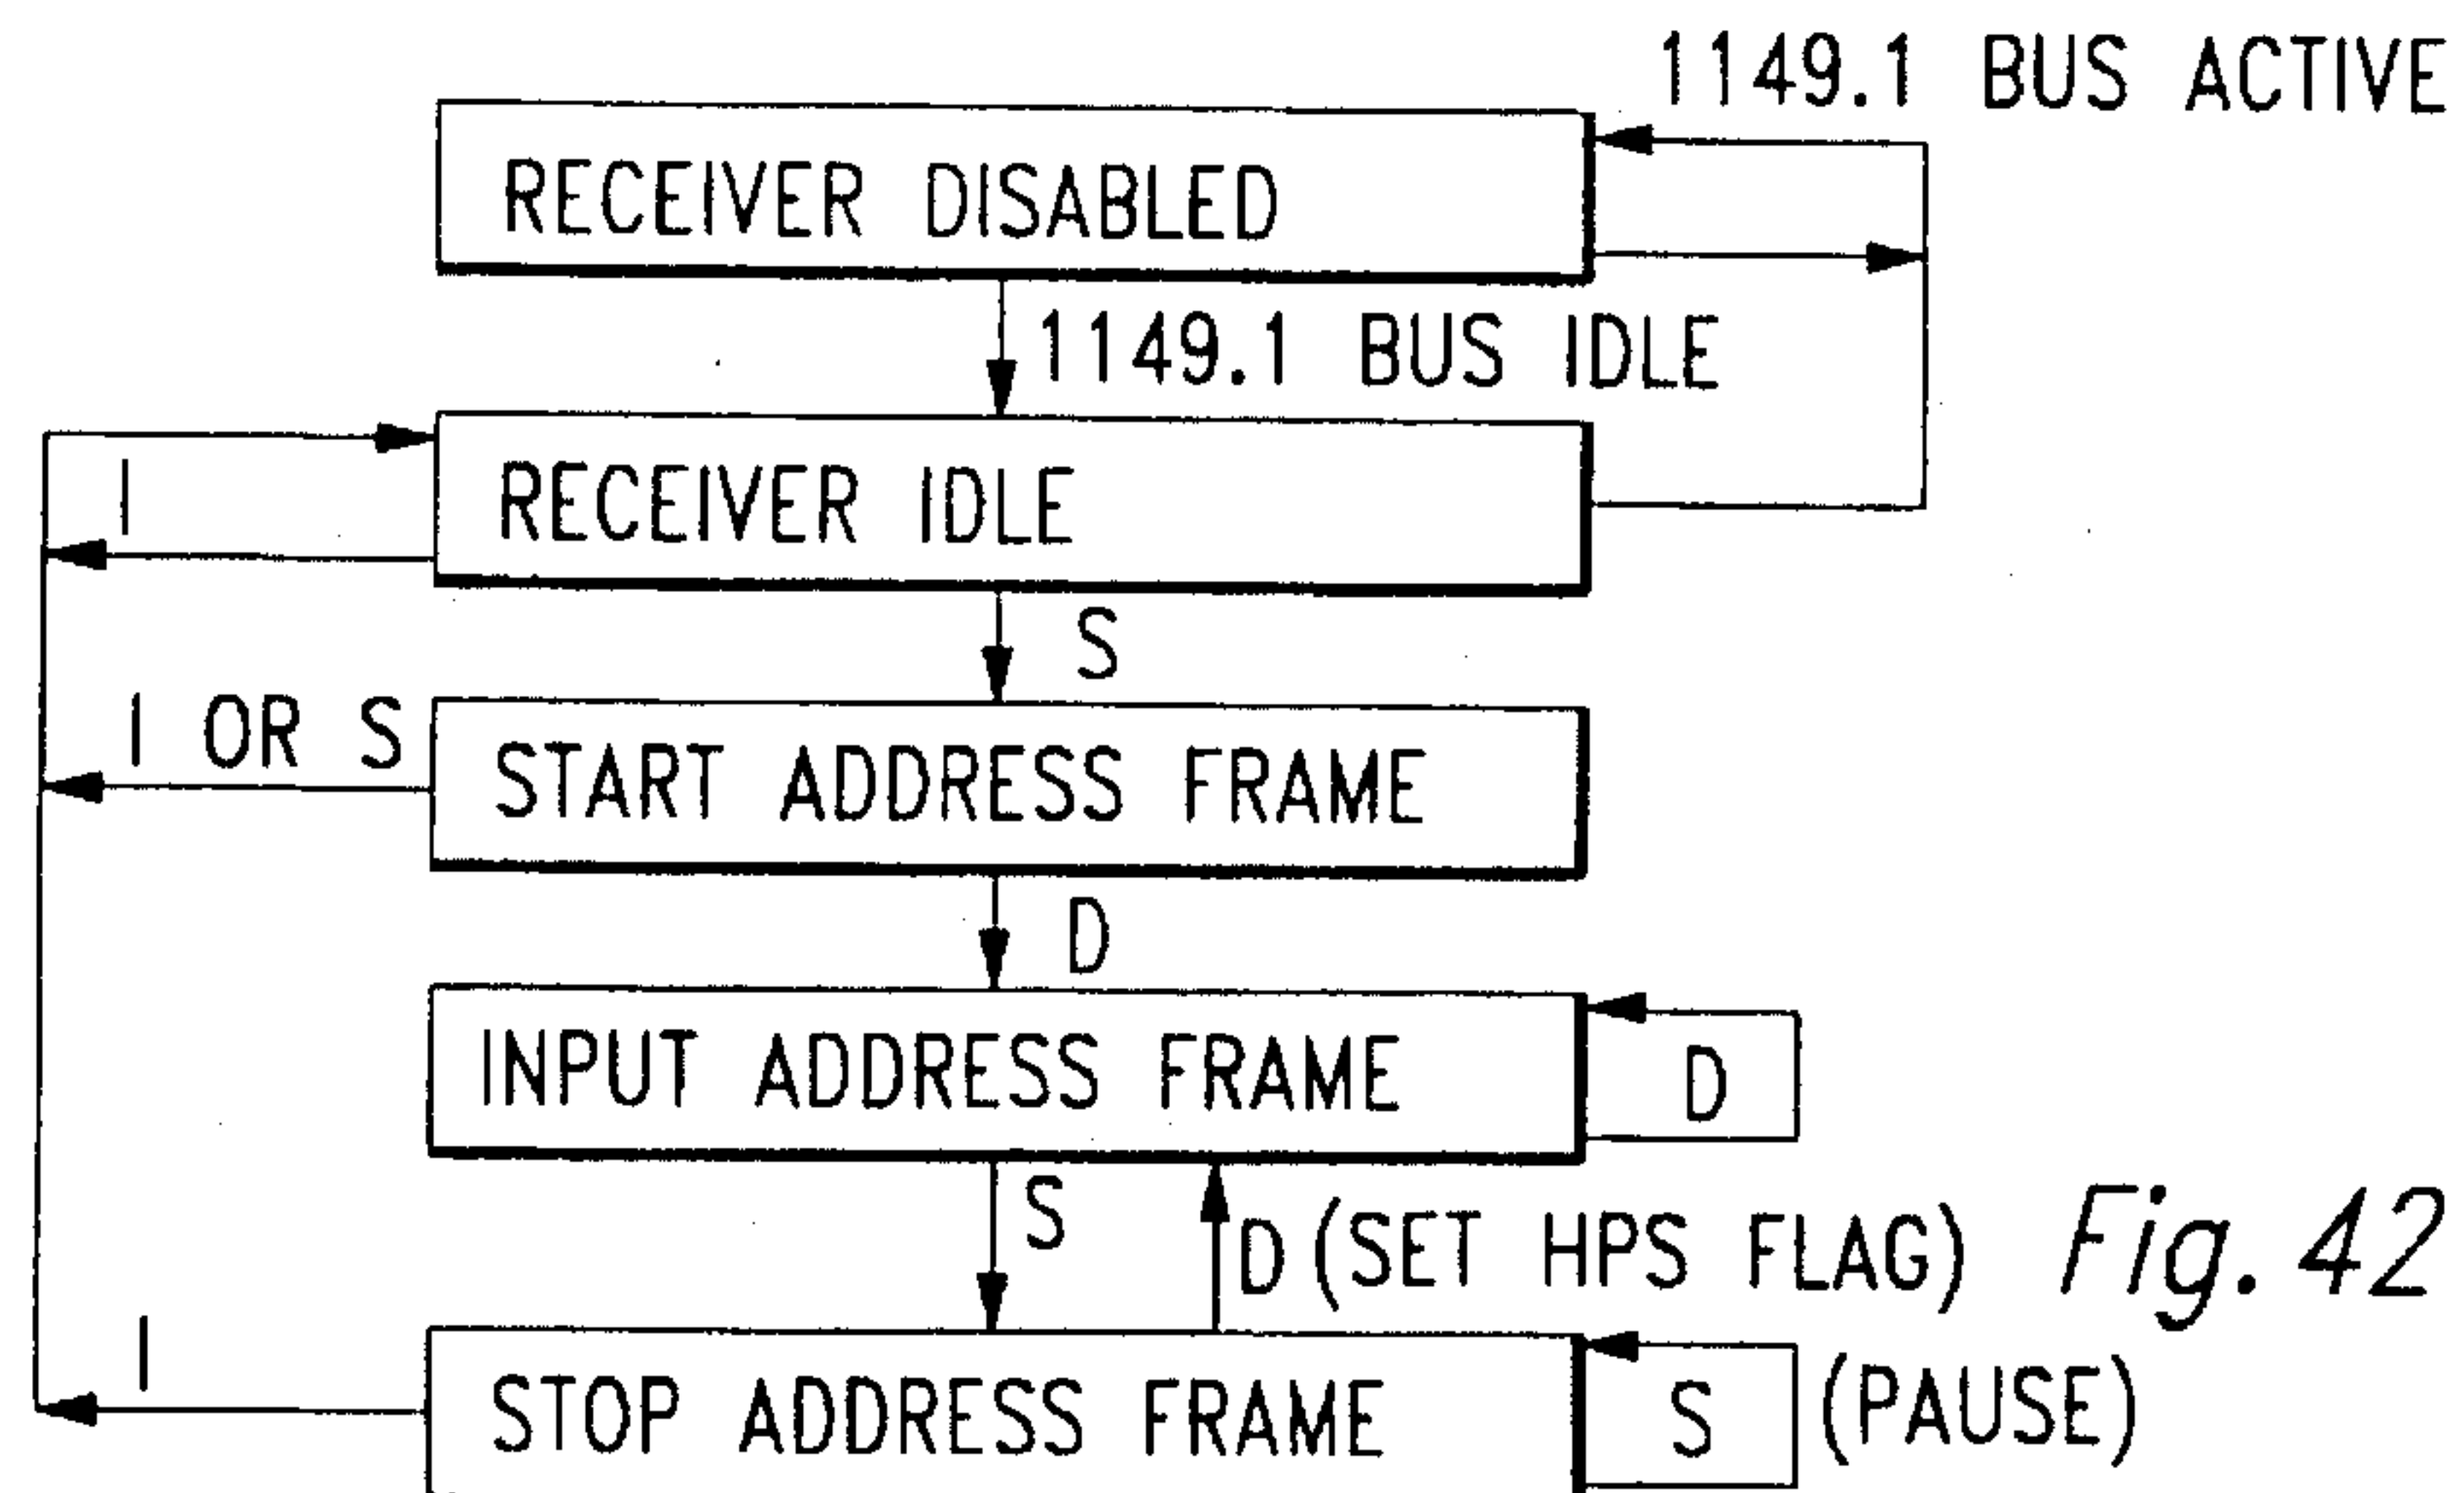 1149.1 BUS ACTIVE
RECEIVER DISABLED
1149.1 BUS IDLE
I
RECEIVER IDLE
S
I OR S
START ADDRESS FRAME
D
INPUT ADDRESS FRAME
D
S
D (SET HPS FLAG)
Fig. 42
I
STOP ADDRESS FRAME
S
(PAUSE)